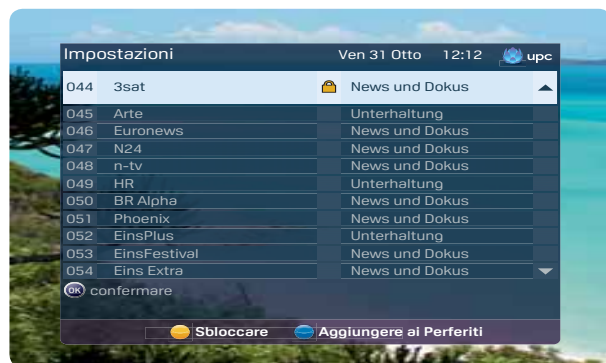 Impostazioni Ven 31 Otto 12:12 upc
044 3sat News und Dokus
045 Arte Unterhaltung
046 Euronews News und Dokus
047 N24 News und Dokus
048 n-tv News und Dokus
049 HR Unterhaltung
050 BR Alpha News und Dokus
051 Phoenix News und Dokus
052 EinsPlus Unterhaltung
053 EinsFestival News und Dokus
054 Eins Extra News und Dokus
OK confermare
Sbloccare Aggiungere ai Perferiti